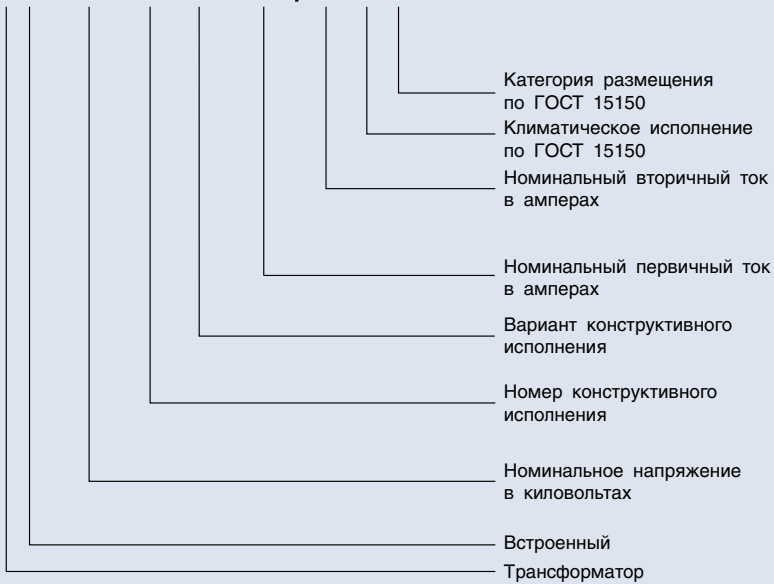 Категория размещения
по ГОСТ 15150
Климатическое исполнение
по ГОСТ 15150
Номинальный вторичный ток
в амперах
Номинальный первичный ток
в амперах
Вариант конструктивного
исполнения
Номер конструктивного
исполнения
Номинальное напряжение
в киловольтах
Встроенный
Трансформатор